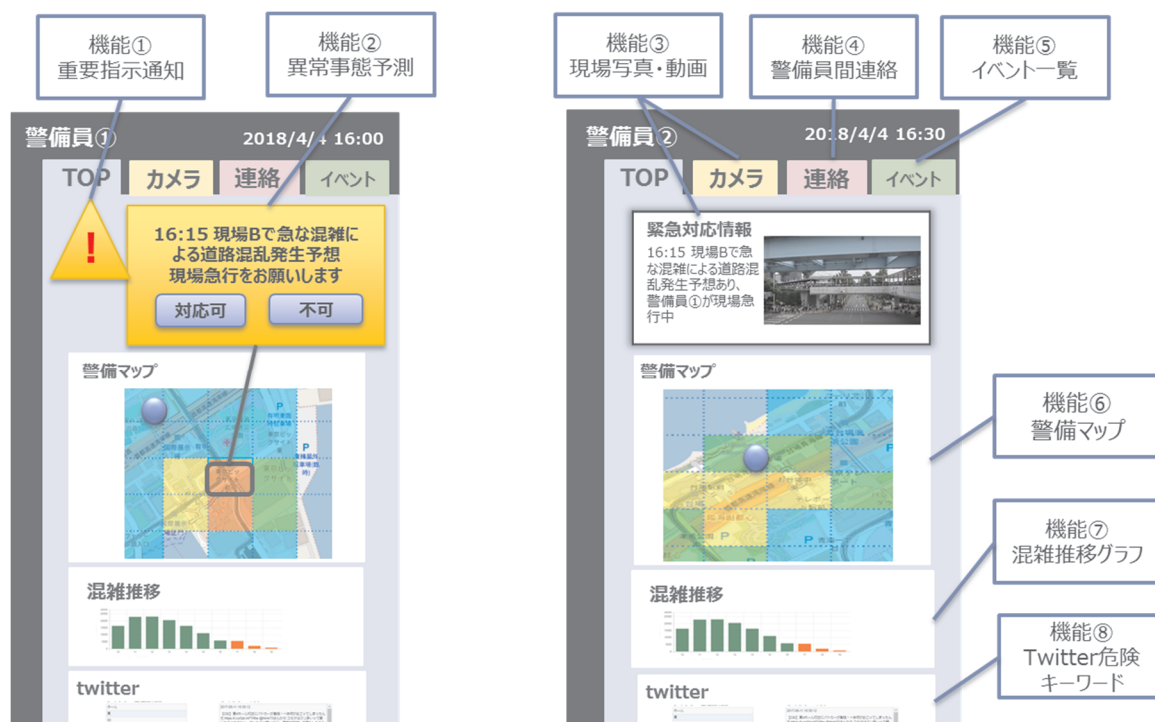 機能①
重要指示通知
機能②
異常事態予測
機能③
現場写真・動画
機能④
警備員間連絡
機能⑤
イベント一覧
警備員①
2018/4/4 16:00
TOP
カメラ
連絡
イベント
!
16:15 現場Bで急な混雑に
よる道路混乱発生予想
現場急行をお願いします
対応可
不可
警備マップ
P
P
混雑推移
twitter
警備員②
2018/4/4 16:30
TOP
カメラ
連絡
イベント
緊急対応情報
16:15 現場Bで急
な混雑による道路混
乱発生予想あり、
警備員①が現場急
行中
警備マップ
P
P
P
混雑推移
twitter
機能⑥
警備マップ
機能⑦
混雑推移グラフ
機能⑧
Twitter危険
キーワード